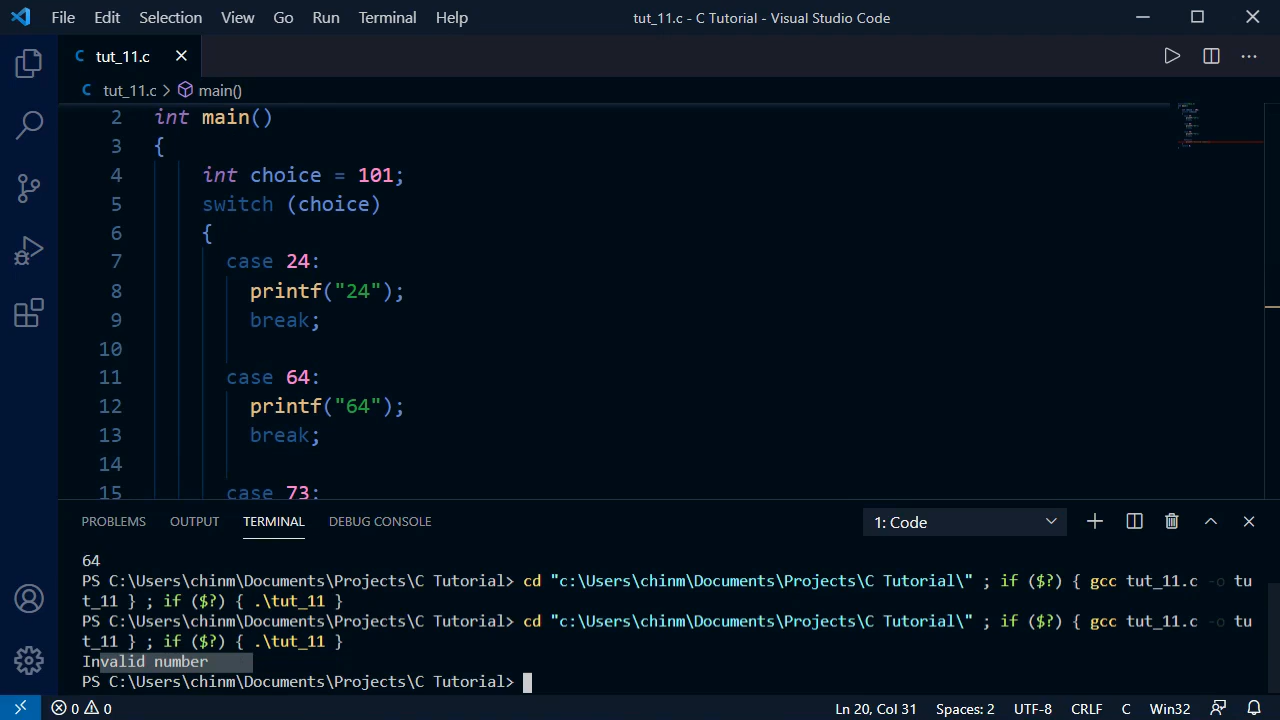 File Edit Selection View Go Run Terminal Help tut_11.c - C Tutorial - Visual Studio Code
C tut_11.c
C tut_11.c > main()
2 int main()
3 {
4 int choice = 101;
5 switch (choice)
6 {
7 case 24:
8 printf("24");
9 break;
10
11 case 64:
12 printf("64");
13 break;
14
15 case 73:
PROBLEMS OUTPUT TERMINAL DEBUG CONSOLE 1: Code
64
PS C:\Users\chinm\Documents\Projects\C Tutorial> cd "c:\Users\chinm\Documents\Projects\C Tutorial\" ; if ($?) { gcc tut_11.c -o tu
t_11 } ; if ($?) { .\tut_11 }
PS C:\Users\chinm\Documents\Projects\C Tutorial> cd "c:\Users\chinm\Documents\Projects\C Tutorial\" ; if ($?) { gcc tut_11.c -o tu
t_11 } ; if ($?) { .\tut_11 }
Invalid number
PS C:\Users\chinm\Documents\Projects\C Tutorial>
0 0 Ln 20, Col 31 Spaces: 2 UTF-8 CRLF C Win32